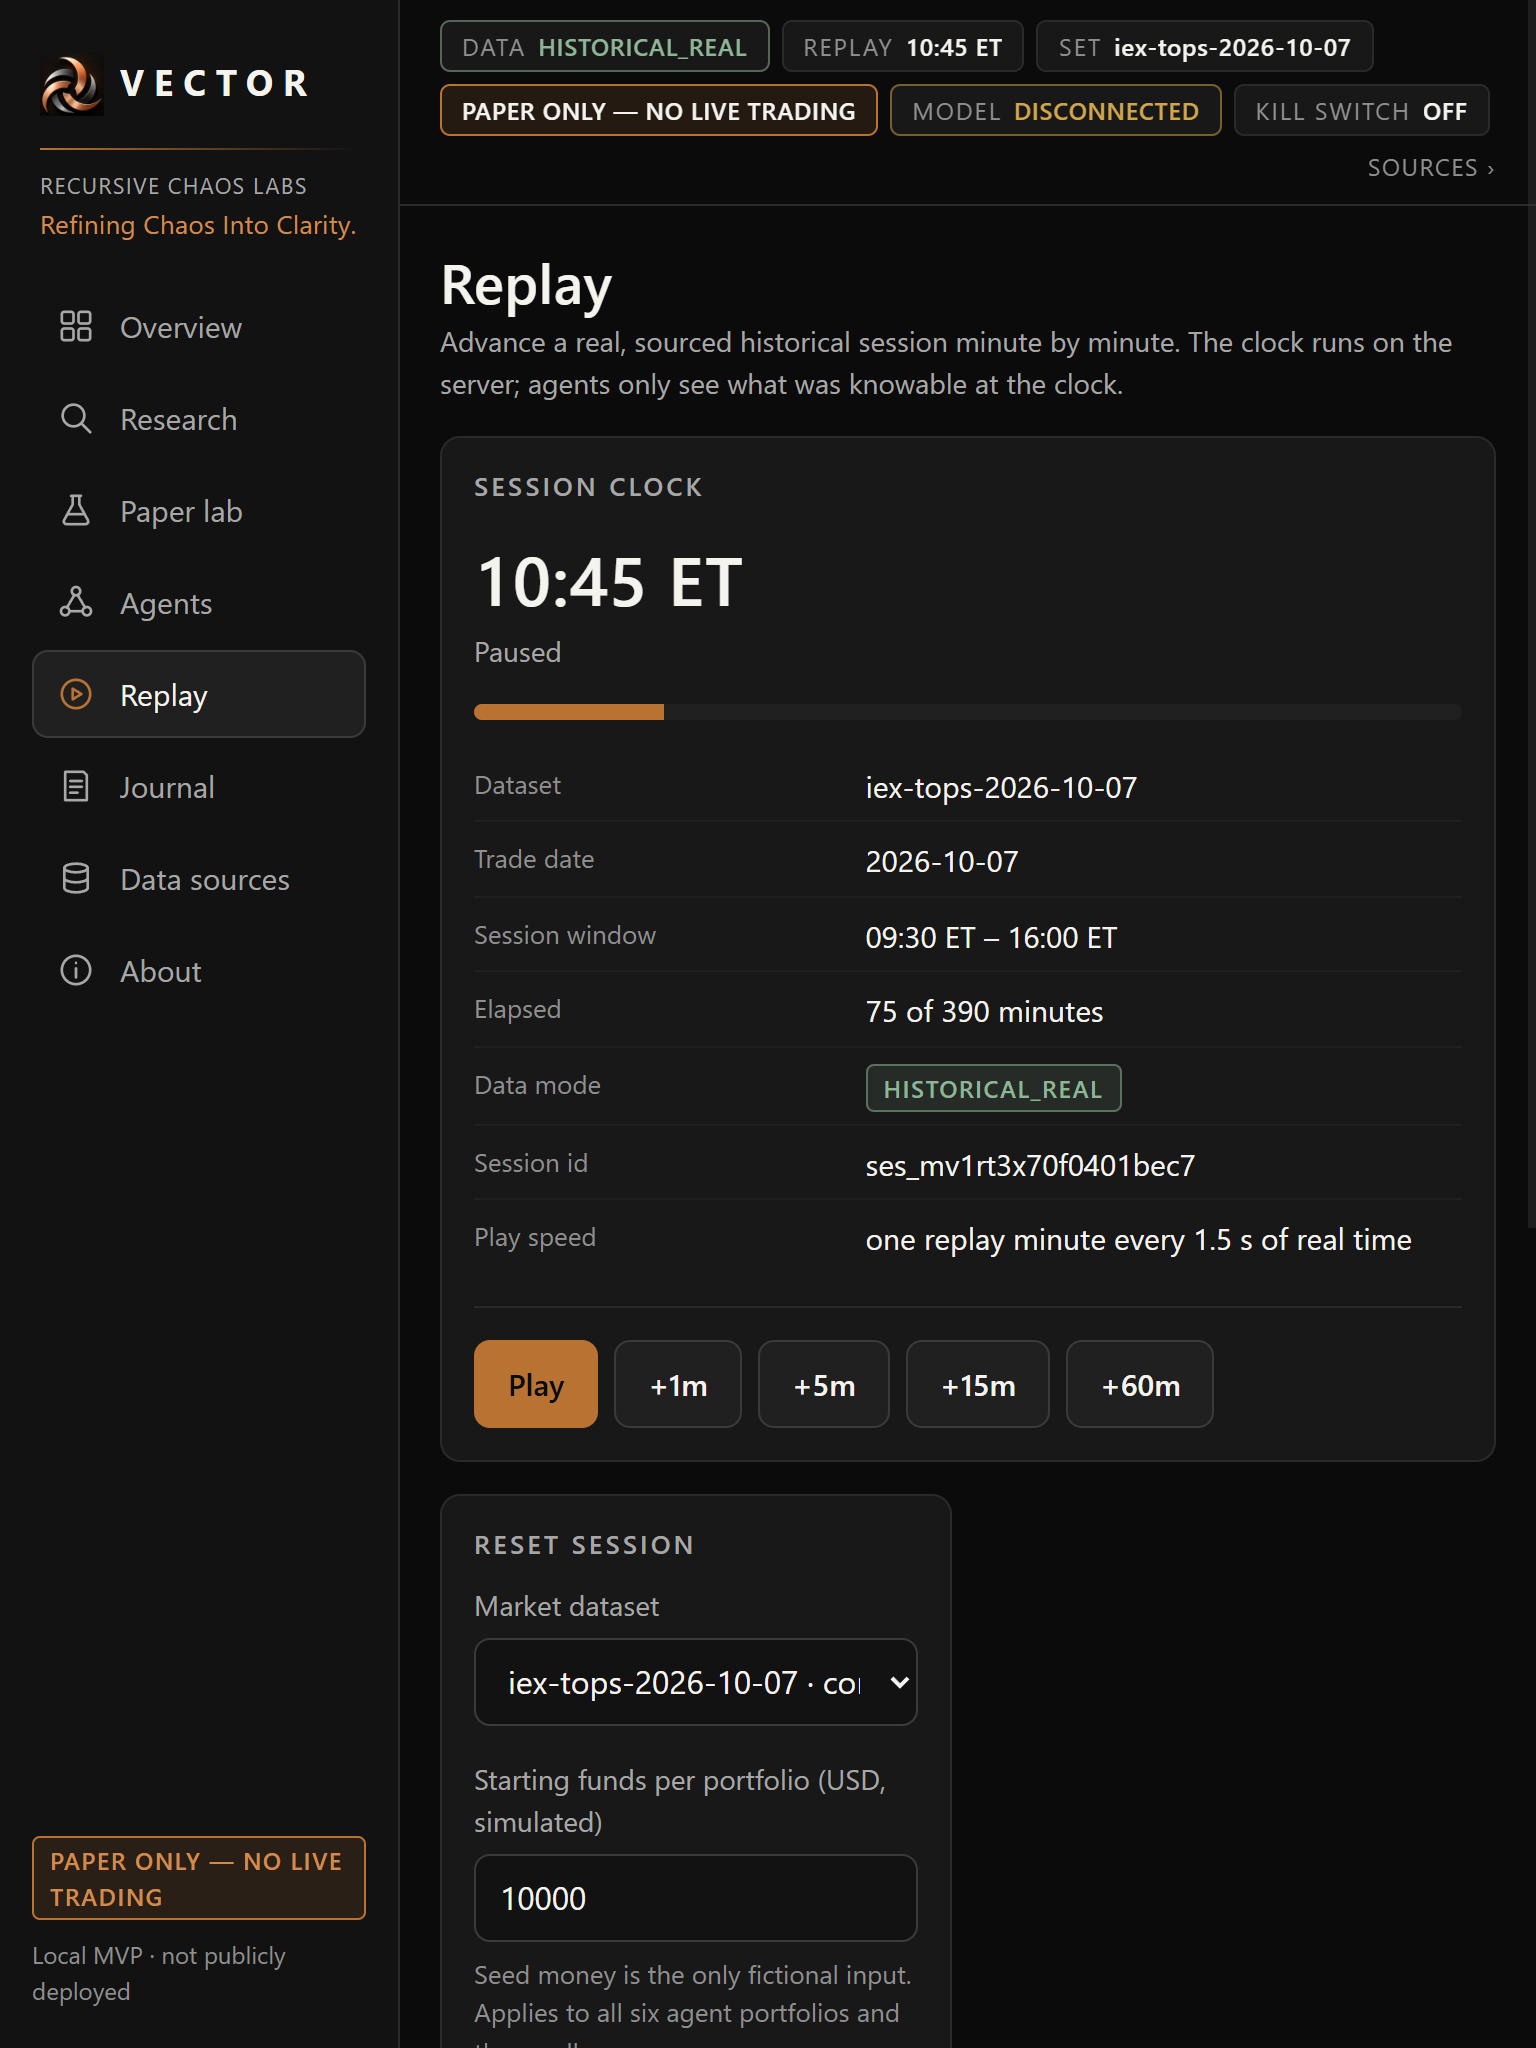 VECTOR
RECURSIVE CHAOS LABS
Refining Chaos Into Clarity.
Overview
Research
Paper lab
Agents
Replay
Journal
Data sources
About
PAPER ONLY — NO LIVE
TRADING
Local MVP · not publicly
deployed
DATA HISTORICAL_REAL
REPLAY 10:45 ET
SET iex-tops-2026-10-07
PAPER ONLY — NO LIVE TRADING
MODEL DISCONNECTED
KILL SWITCH OFF
SOURCES ›
Replay
Advance a real, sourced historical session minute by minute. The clock runs on the
server; agents only see what was knowable at the clock.
SESSION CLOCK
10:45 ET
Paused
Dataset iex-tops-2026-10-07
Trade date 2026-10-07
Session window 09:30 ET – 16:00 ET
Elapsed 75 of 390 minutes
Data mode HISTORICAL_REAL
Session id ses_mv1rt3x70f0401bec7
Play speed one replay minute every 1.5 s of real time
Play +1m +5m +15m +60m
RESET SESSION
Market dataset
iex-tops-2026-10-07 ·
Starting funds per portfolio (USD,
simulated)
10000
Seed money is the only fictional input.
Applies to all six agent portfolios and